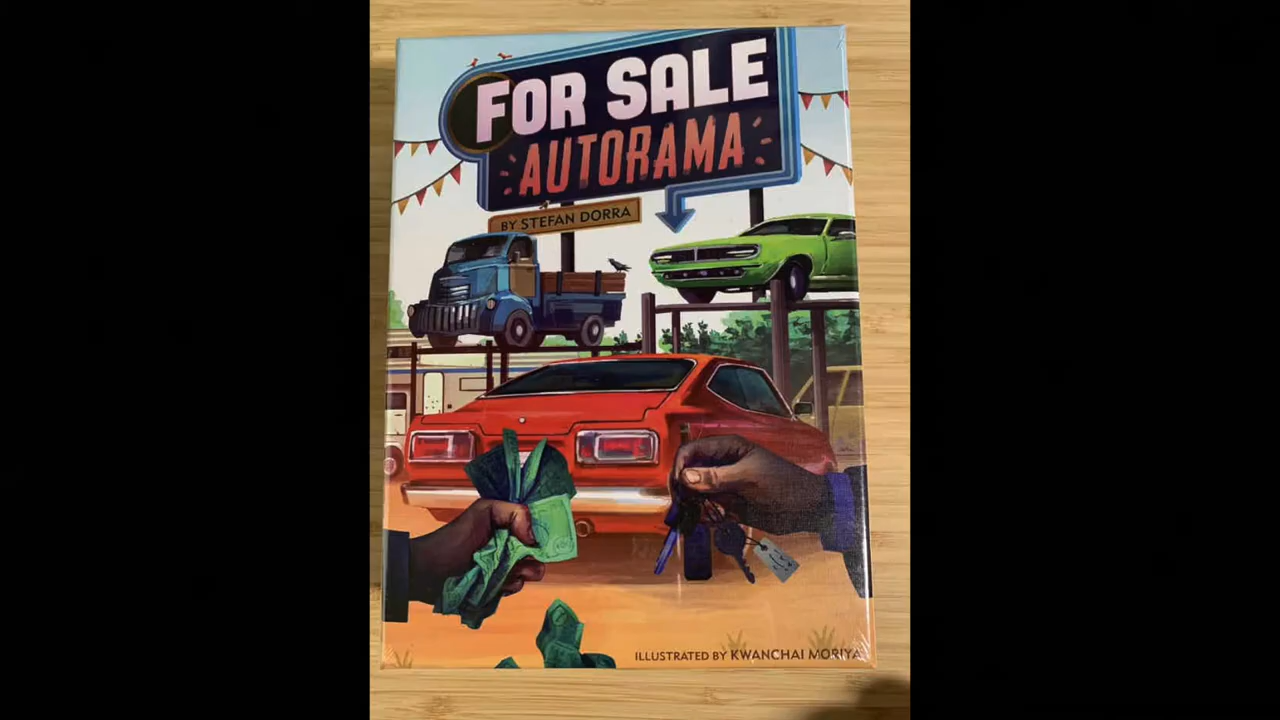 FOR SALE
AUTORAMA
BY STEFAN DORRA
ILLUSTRATED BY KWANCHAI MORIYA